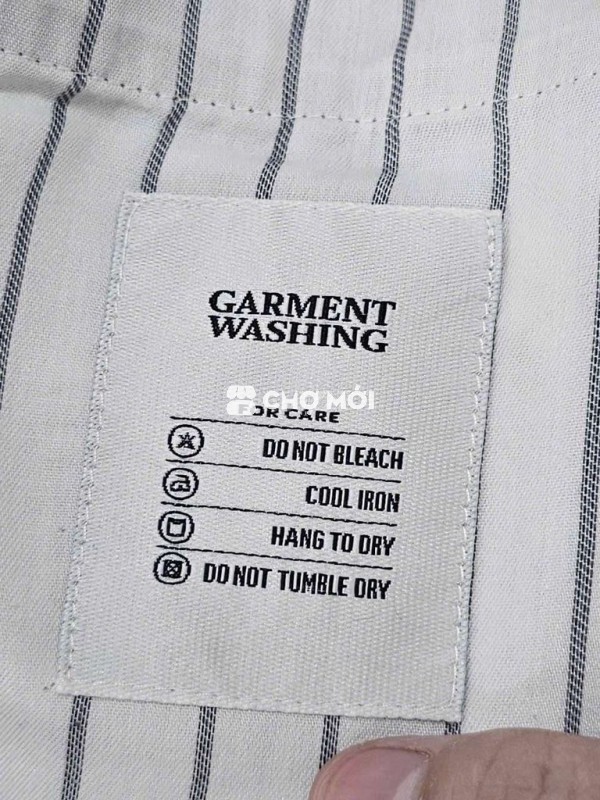 GARMENT
WASHING
CHỢ MỚI
FOR CARE
DO NOT BLEACH
COOL IRON
HANG TO DRY
DO NOT TUMBLE DRY